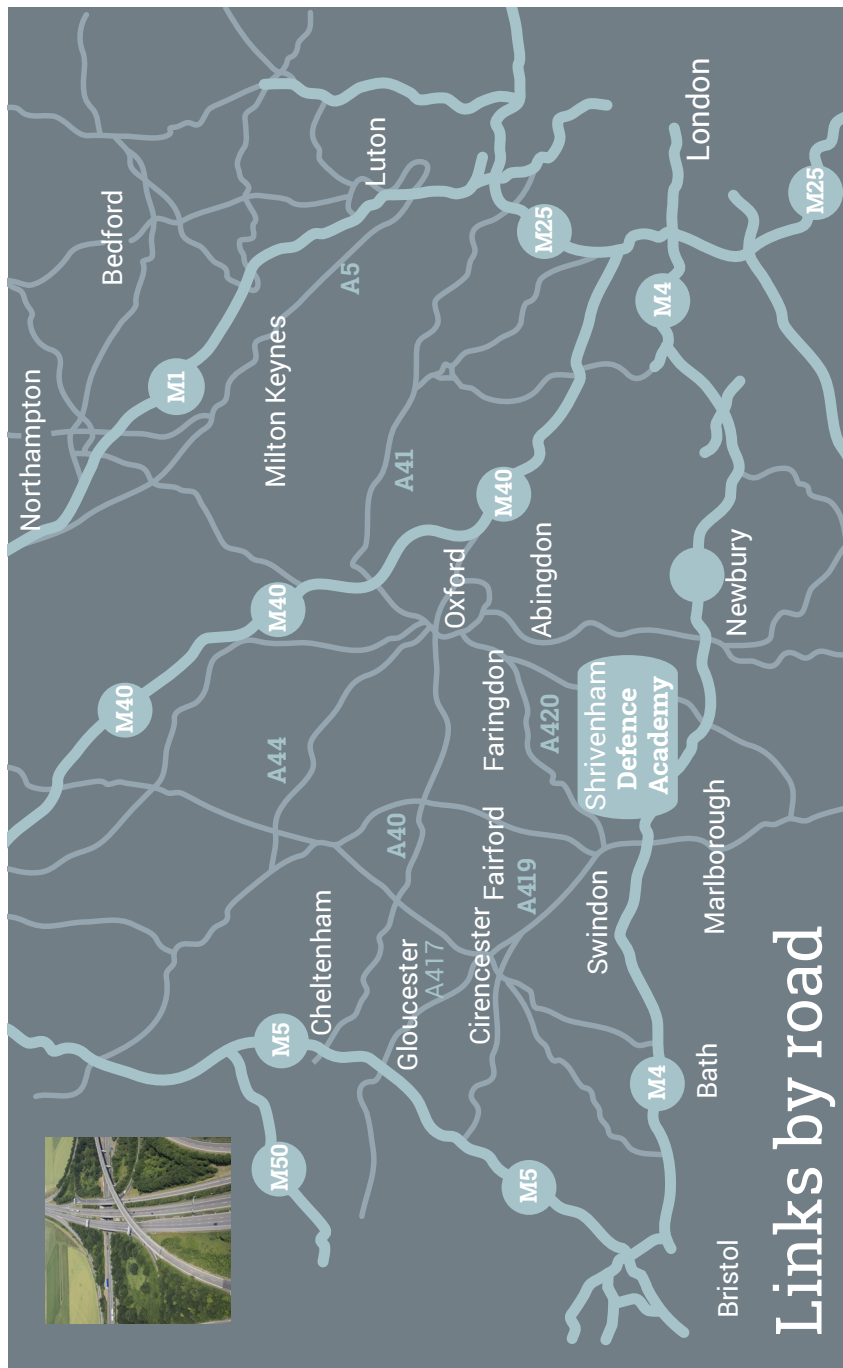 Links by road
Northampton
Bedford
M1
Milton Keynes
Luton
A5
M40
M40
A41
M25
A44
Oxford
M40
Abingdon
M4
London
M25
Cheltenham
A40
Faringdon
A420
Shrivenham
Defence
Academy
Newbury
M5
M50
Gloucester
A417
Cirencester
Fairford
A419
Swindon
Marlborough
M5
M4
Bath
Bristol